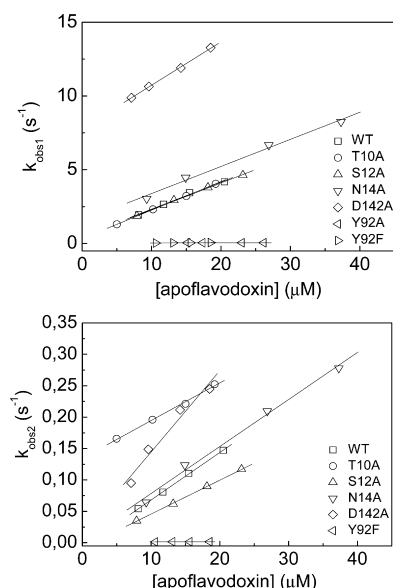 15
10
5
0
k_obs1 (s⁻¹)
WT
T10A
S12A
N14A
D142A
Y92A
Y92F
0 10 20 30 40
[apoflavodoxin] (μM)
0,35
0,30
0,25
0,20
0,15
0,10
0,05
0,00
k_obs2 (s⁻¹)
WT
T10A
S12A
N14A
D142A
Y92F
0 10 20 30 40
[apoflavodoxin] (μM)